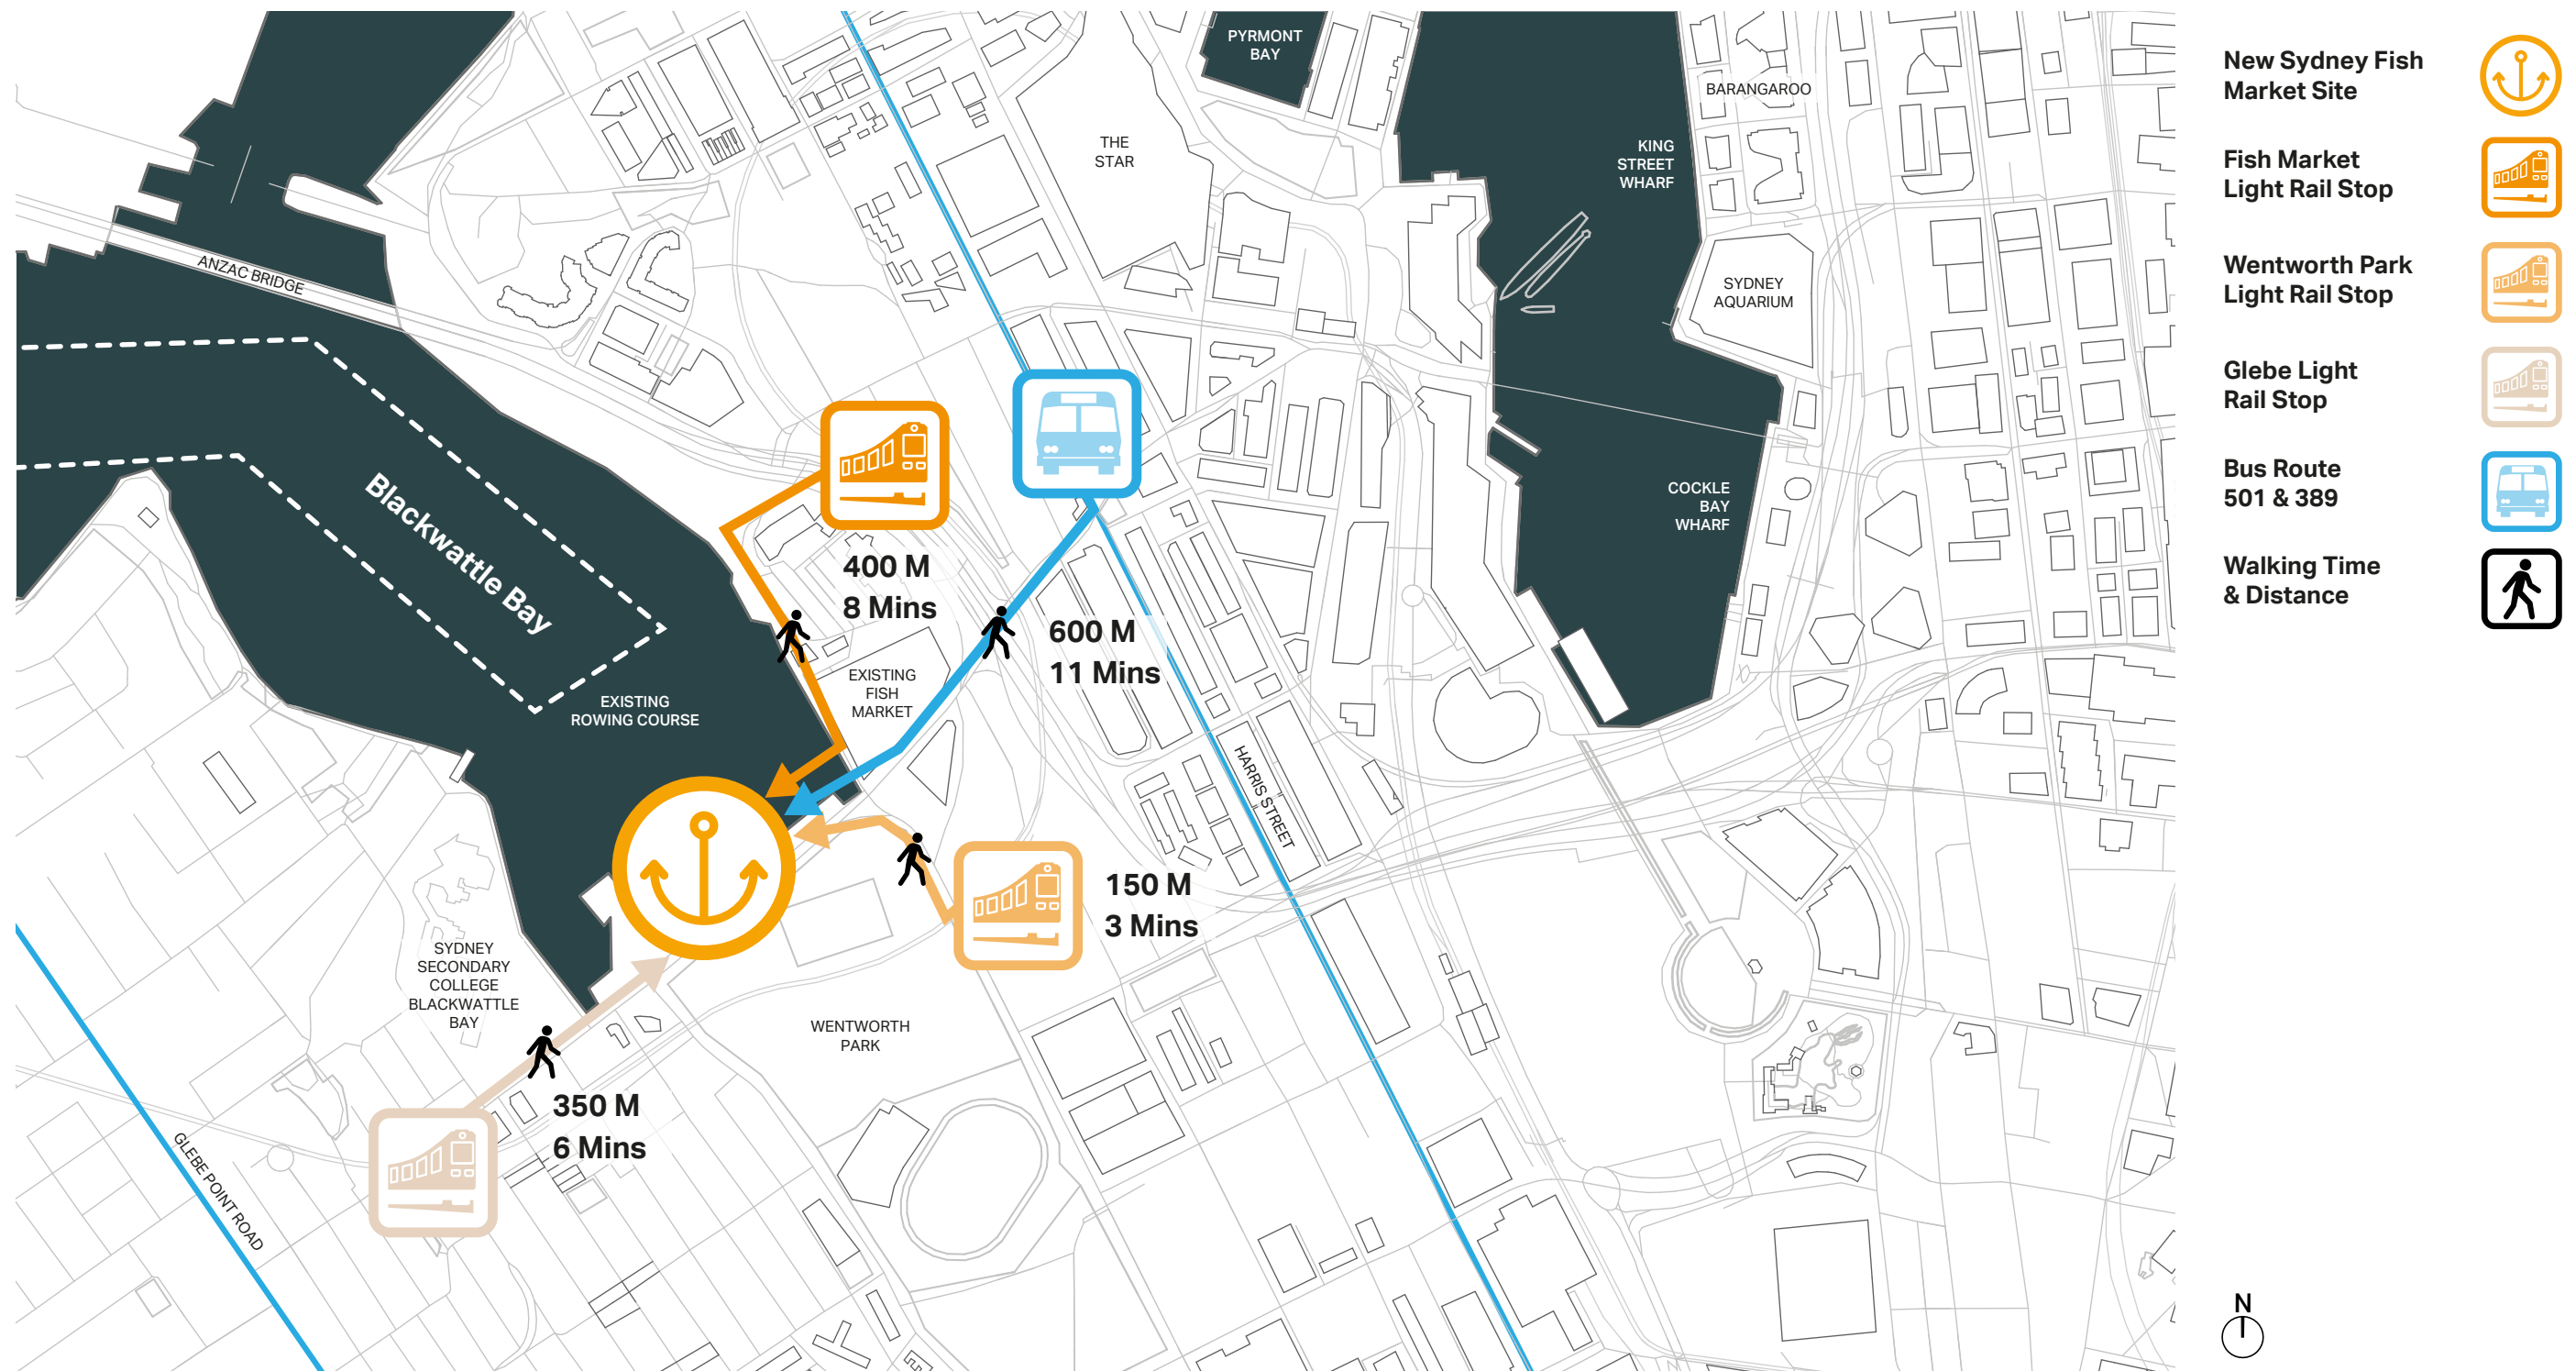 PYRMONT
BAY
BARANGAROO
THE
STAR
KING
STREET
WHARF
ANZAC BRIDGE
SYDNEY
AQUARIUM
Blackwattle Bay
COCKLE
BAY
WHARF
400 M
8 Mins
600 M
11 Mins
EXISTING
FISH
MARKET
EXISTING
ROWING COURSE
HARRIS STREET
150 M
3 Mins
SYDNEY
SECONDARY
COLLEGE
BLACKWATTLE
BAY
WENTWORTH
PARK
350 M
6 Mins
GLEBE POINT ROAD
New Sydney Fish
Market Site
Fish Market
Light Rail Stop
Wentworth Park
Light Rail Stop
Glebe Light
Rail Stop
Bus Route
501 & 389
Walking Time
& Distance
N